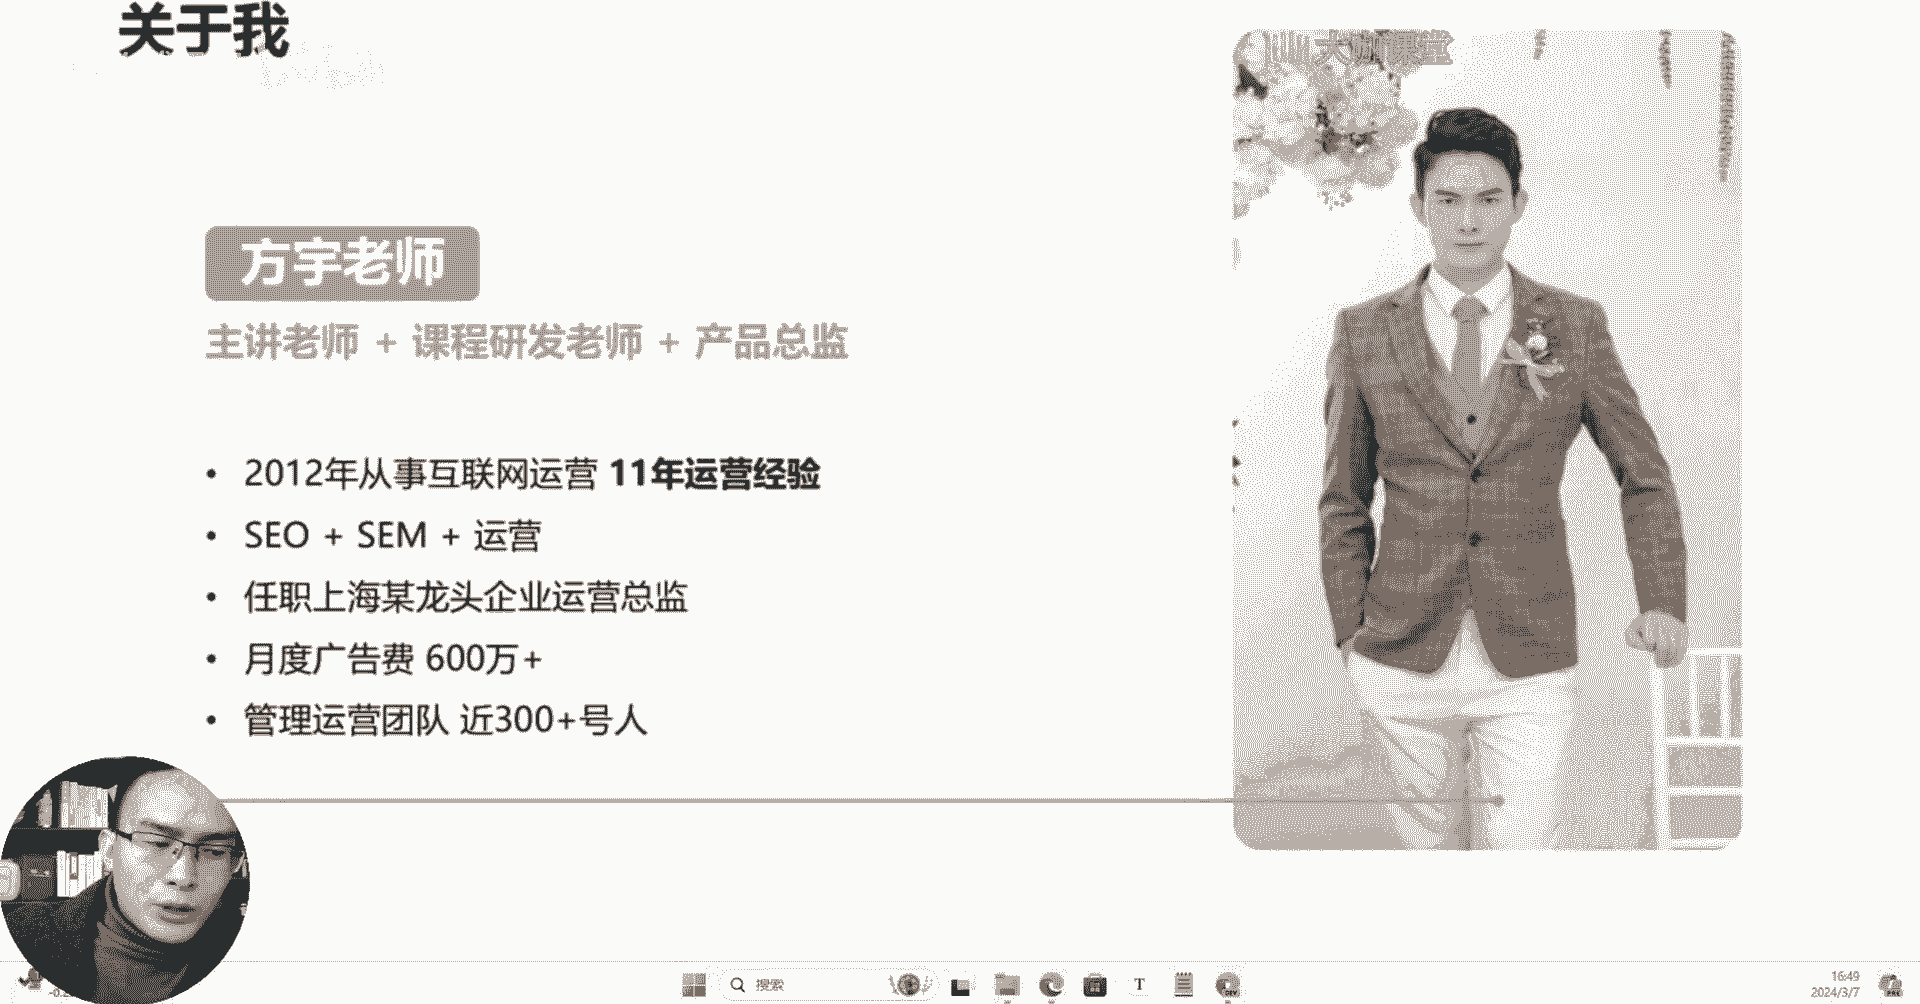 关于我
大师课堂
方宇老师
主讲老师 + 课程研发老师 + 产品总监
• 2012年从事互联网运营 11年运营经验
• SEO + SEM + 运营
• 任职上海某龙头企业运营总监
• 月度广告费 600万+
• 管理运营团队 近300+号人
搜索
T
DEV
16:49
2024/3/7
PRE